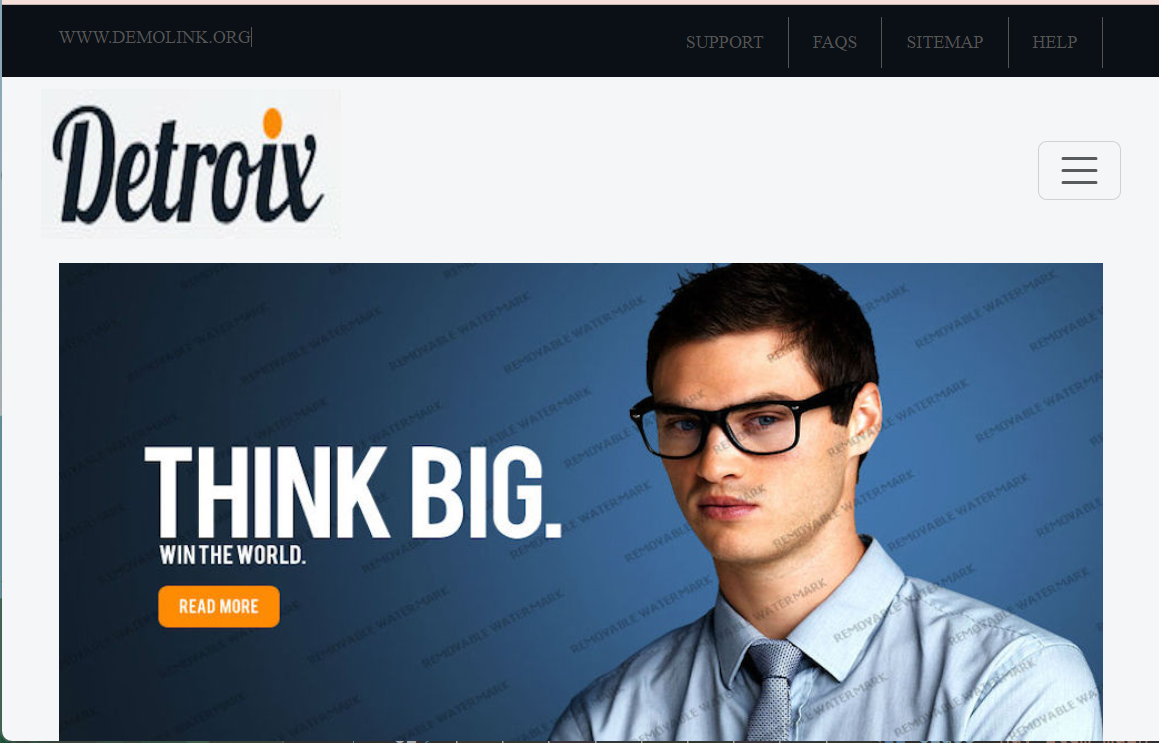 WWW.DEMOLINK.ORG
SUPPORT
FAQS
SITEMAP
HELP
Detroix
THINK BIG.
WIN THE WORLD.
READ MORE
REMOVABLE WATERMARK